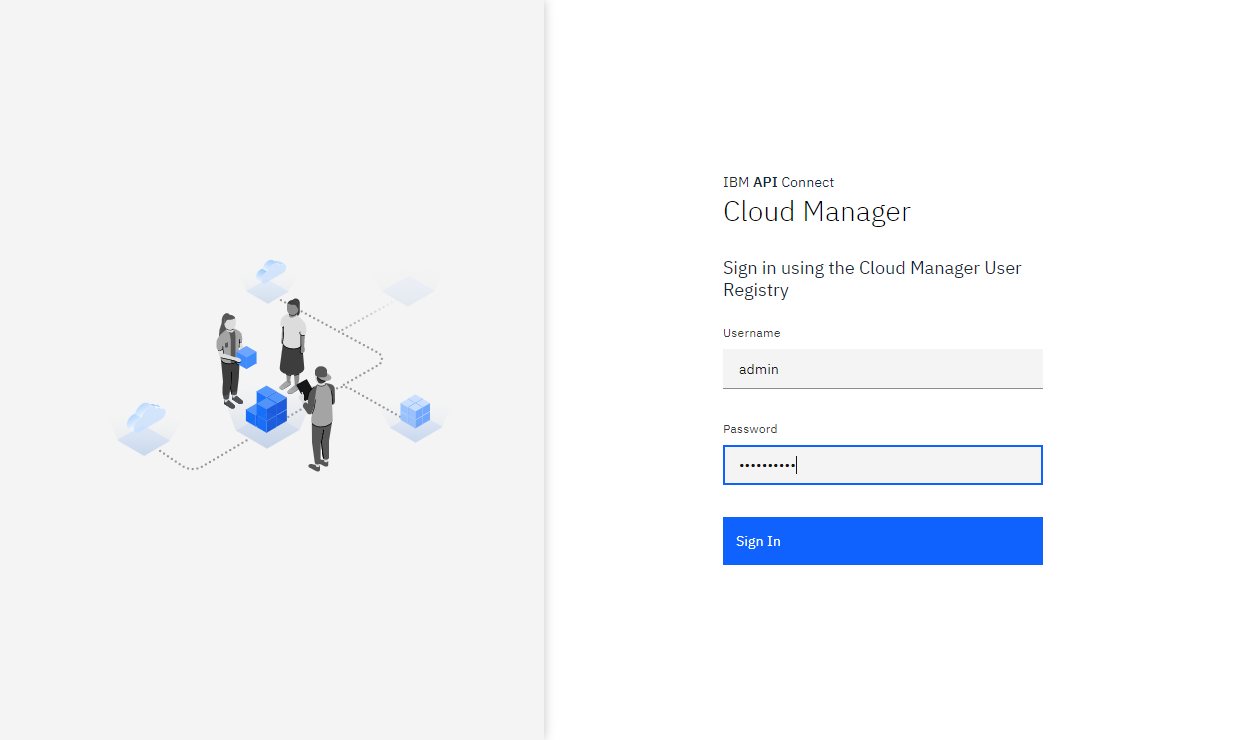 IBM API Connect
Cloud Manager
Sign in using the Cloud Manager User
Registry
Username
admin
Password
••••••••••
Sign In